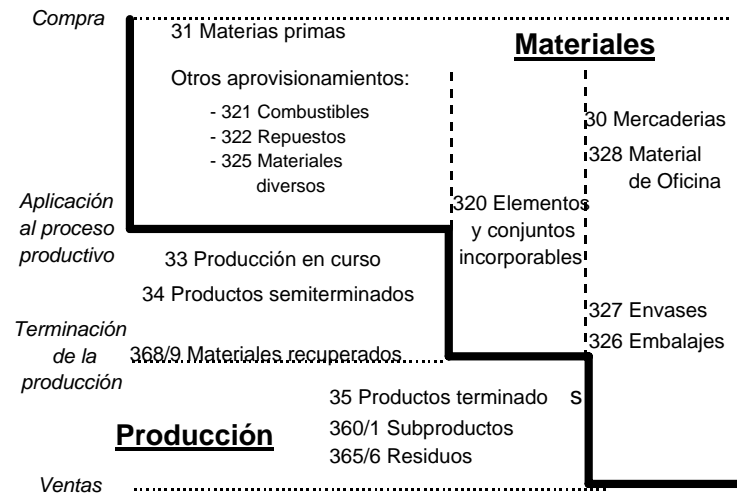 Compra
31 Materias primas
Materiales
Otros aprovisionamientos:
- 321 Combustibles
- 322 Repuestos
- 325 Materiales
diversos
30 Mercaderias
328 Material
de Oficina
Aplicación
al proceso
productivo
320 Elementos
y conjuntos
incorporables
33 Producción en curso
34 Productos semiterminados
327 Envases
326 Embalajes
Terminación
de la
producción
368/9 Materiales recuperados
35 Productos terminado s
360/1 Subproductos
365/6 Residuos
Producción
Ventas